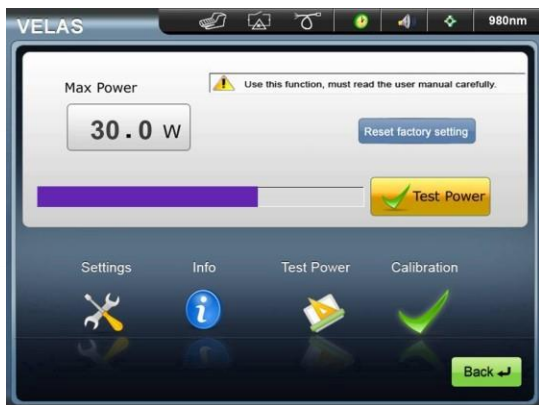 VELAS
980nm
Max Power
Use this function, must read the user manual carefully.
30.0 W
Reset factory setting
Test Power
Settings Info Test Power Calibration
Back